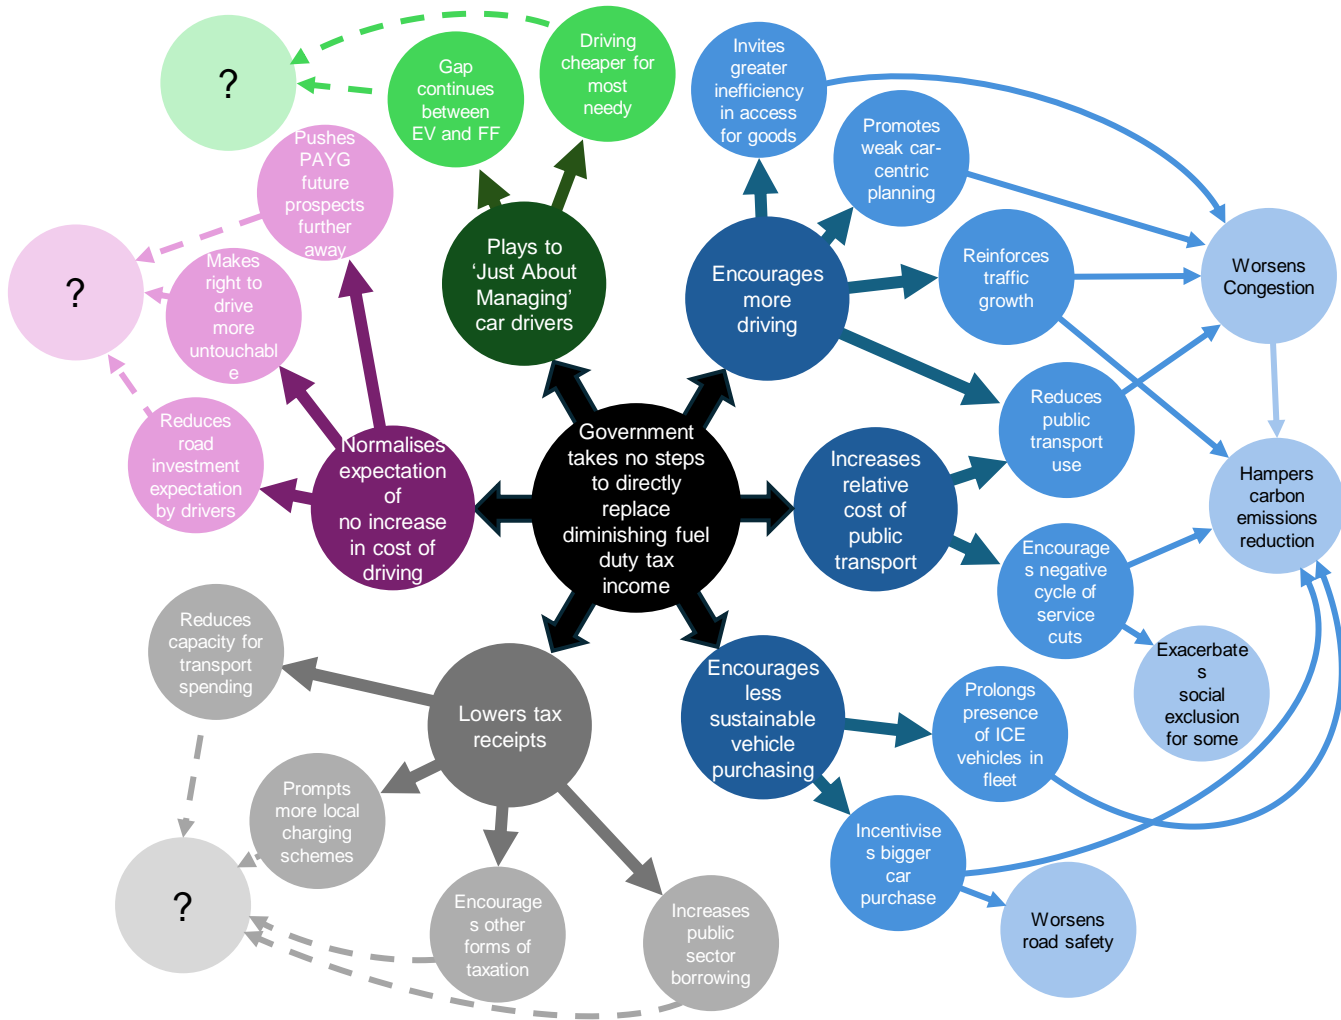 ?
Gap
continues
between
EV and FF
Driving
cheaper for
most
needy
Invites
greater
inefficiency
in access
for goods
Promotes
weak car-
centric
planning
Pushes
PAYG
future
prospects
further
away
?
Makes
right to
drive
more
untouchabl
e
Reduces
road
investment
expectation
by drivers
Plays to
‘Just About
Managing’
car drivers
Encourages
more
driving
Reinforces
traffic
growth
Worsens
Congestion
Normalises
expectation
of
no increase
in cost of
driving
Government
takes no steps
to directly
replace
diminishing fuel
duty tax
income
Increases
relative
cost of
public
transport
Reduces
public
transport
use
Hampers
carbon
emissions
reduction
Encourage
s negative
cycle of
service
cuts
Exacerbate
s
social
exclusion
for some
Reduces
capacity for
transport
spending
Lowers tax
receipts
Encourages
less
sustainable
vehicle
purchasing
Prolongs
presence
of ICE
vehicles in
fleet
Prompts
more local
charging
schemes
Incentivise
s bigger
car
purchase
?
Encourage
s other
forms of
taxation
Increases
public
sector
borrowing
Worsens
road safety